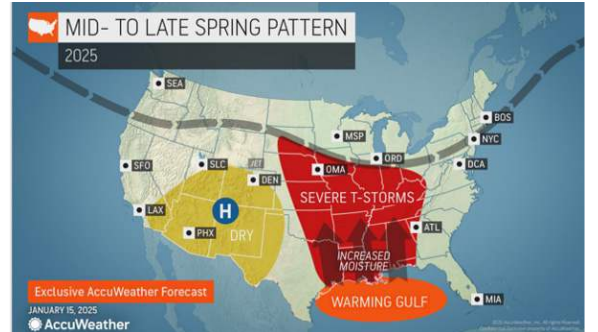 MID- TO LATE SPRING PATTERN
2025
SEA
BOS
MSP
NYC
ORD
SFO
SLC
JET
OMA
DCA
DEN
SEVERE T-STORMS
H
LAX
DRY
PHX
ATL
INCREASED
MOISTURE
Exclusive AccuWeather Forecast
WARMING GULF
MIA
JANUARY 15, 2025
AccuWeather